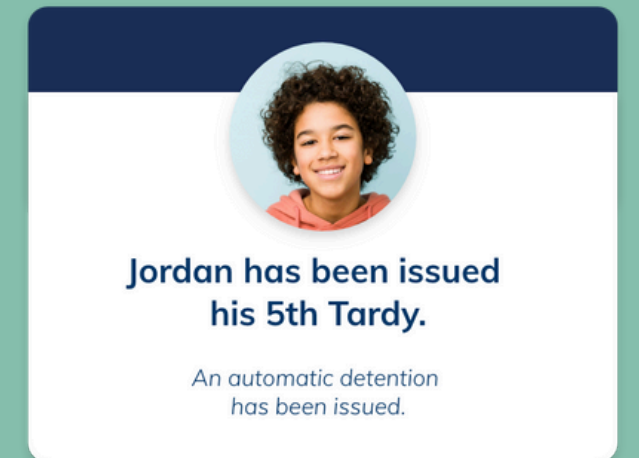 Jordan has been issued
his 5th Tardy.
An automatic detention
has been issued.